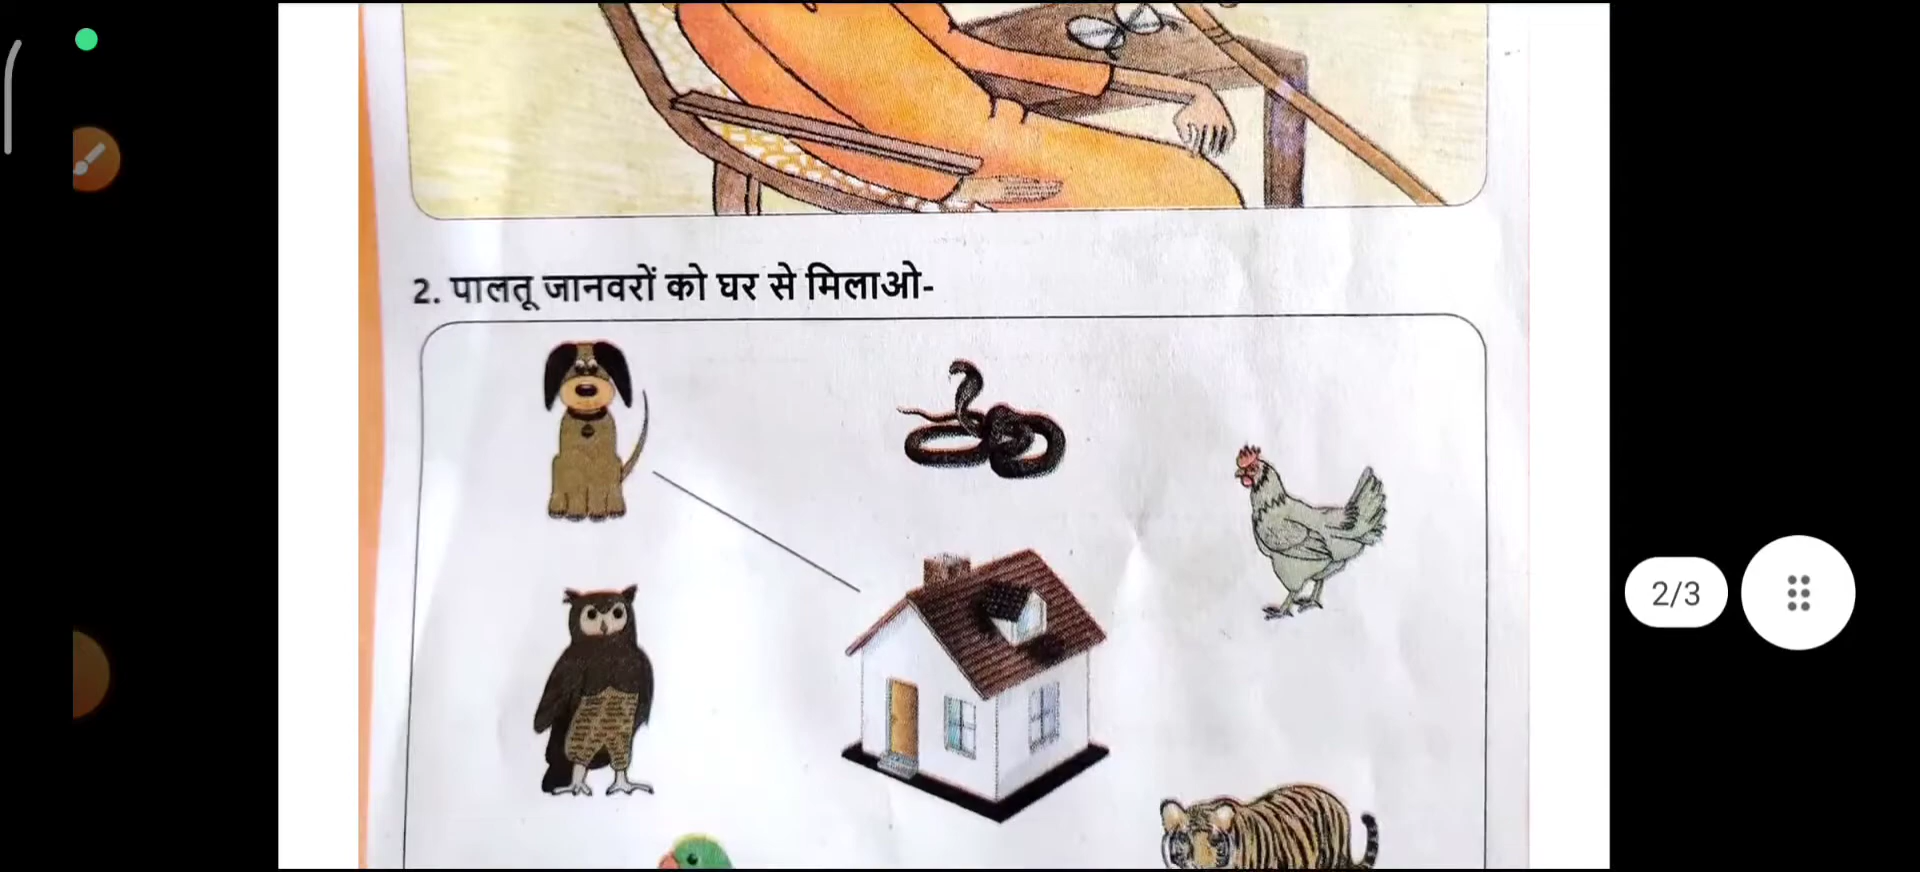 2. पालतू जानवरों को घर से मिलाओ-
2/3